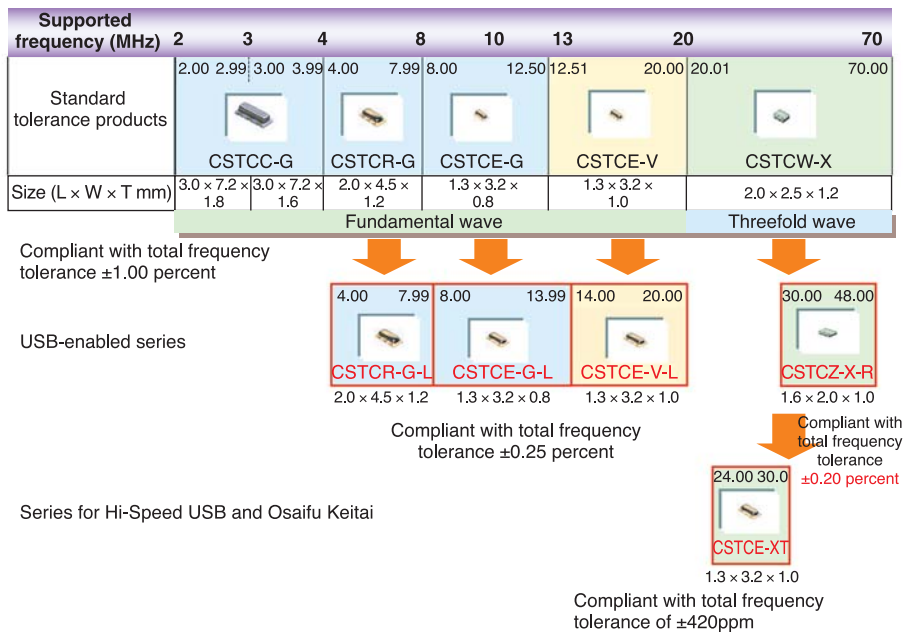 Supported
frequency (MHz) 2 3 4 8 10 13 20 70
2.00 2.99 3.00 3.99 4.00 7.99 8.00 12.50 12.51 20.00 20.01 70.00
Standard
tolerance products
CSTCC-G CSTCR-G CSTCE-G CSTCE-V CSTCW-X
Size (L × W × T mm) 3.0 × 7.2 × 3.0 × 7.2 × 2.0 × 4.5 × 1.3 × 3.2 × 1.3 × 3.2 × 2.0 × 2.5 × 1.2
1.8 1.6 1.2 0.8 1.0
Fundamental wave Threefold wave
Compliant with total frequency
tolerance ±1.00 percent
4.00 7.99 8.00 13.99 14.00 20.00 30.00 48.00
USB-enabled series
CSTCR-G-L CSTCE-G-L CSTCE-V-L CSTCZ-X-R
2.0 × 4.5 × 1.2 1.3 × 3.2 × 0.8 1.3 × 3.2 × 1.0 1.6 × 2.0 × 1.0
Compliant with total frequency
tolerance ±0.25 percent
Compliant with
total frequency
tolerance
±0.20 percent
24.00 30.0
Series for Hi-Speed USB and Osaifu Keitai
CSTCE-XT
1.3 × 3.2 × 1.0
Compliant with total frequency
tolerance of ±420ppm